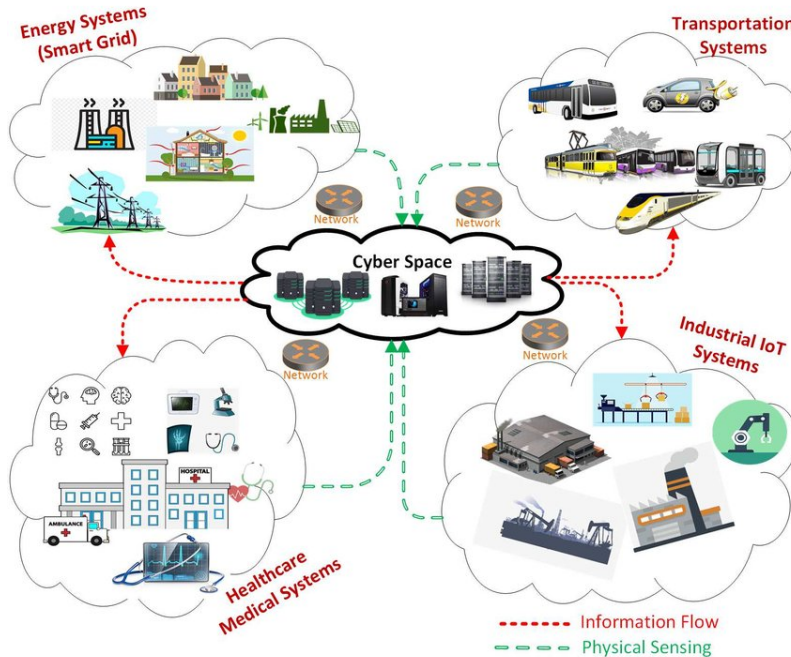 Energy Systems
(Smart Grid)
Transportation
Systems
Network
Network
Cyber Space
Network
Network
Industrial IoT
Systems
HOSPITAL
AMBULANCE
Healthcare
Medical Systems
Information Flow
Physical Sensing